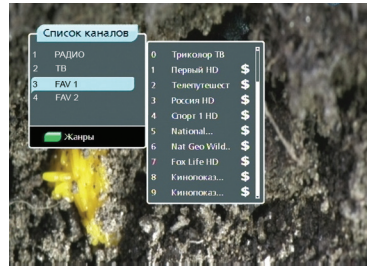 Список каналов
1 РАДИО
2 ТВ
3 FAV 1
4 FAV 2
Жанры
0 Триколор ТВ
1 Первый HD $
2 Телепутешест $
3 Россия HD $
4 Спорт 1 HD $
5 National... $
6 Nat Geo Wild.. $
7 Fox Life HD $
8 Кинопоказ... $
9 Кинопоказ... $